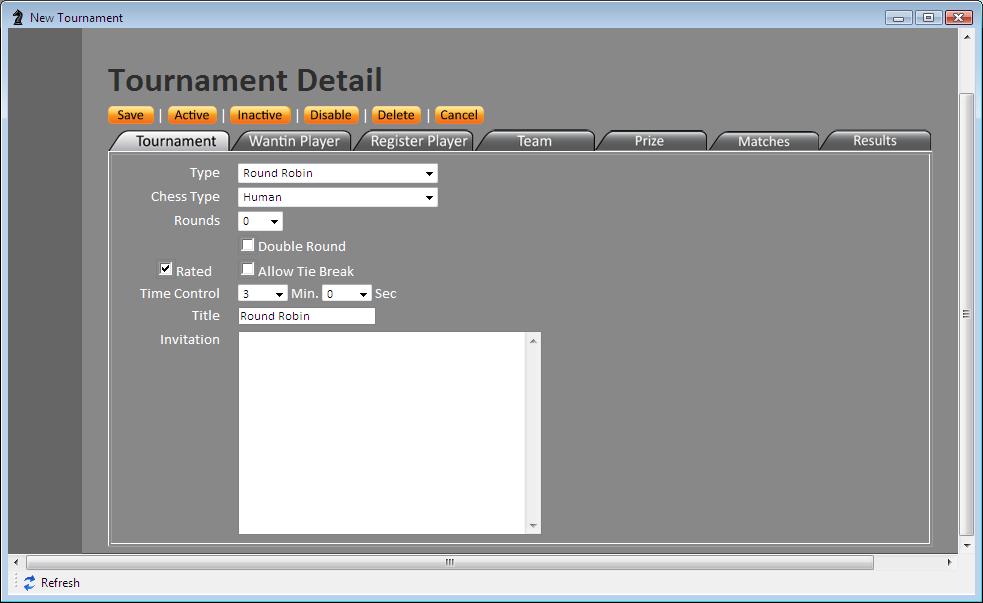 New Tournament
Tournament Detail
Save | Active | Inactive | Disable | Delete | Cancel
Tournament Wantin Player Register Player Team Prize Matches Results
Type Round Robin
Chess Type Human
Rounds 0
Double Round
Rated Allow Tie Break
Time Control 3 Min. 0 Sec
Title Round Robin
Invitation
Refresh